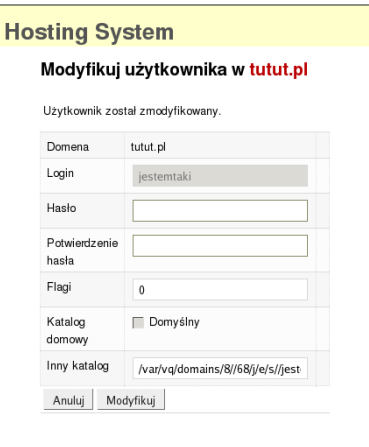 Hosting System
Modyfikuj użytkownika w tutut.pl
Użytkownik został zmodyfikowany.
Domena tutut.pl
Login jestemtaki
Hasło
Potwierdzenie
hasła
Flagi 0
Katalog
domowy
Domyślny
Inny katalog /var/vq/domains/8//68/j/e/s//jest
Anuluj Modyfikuj